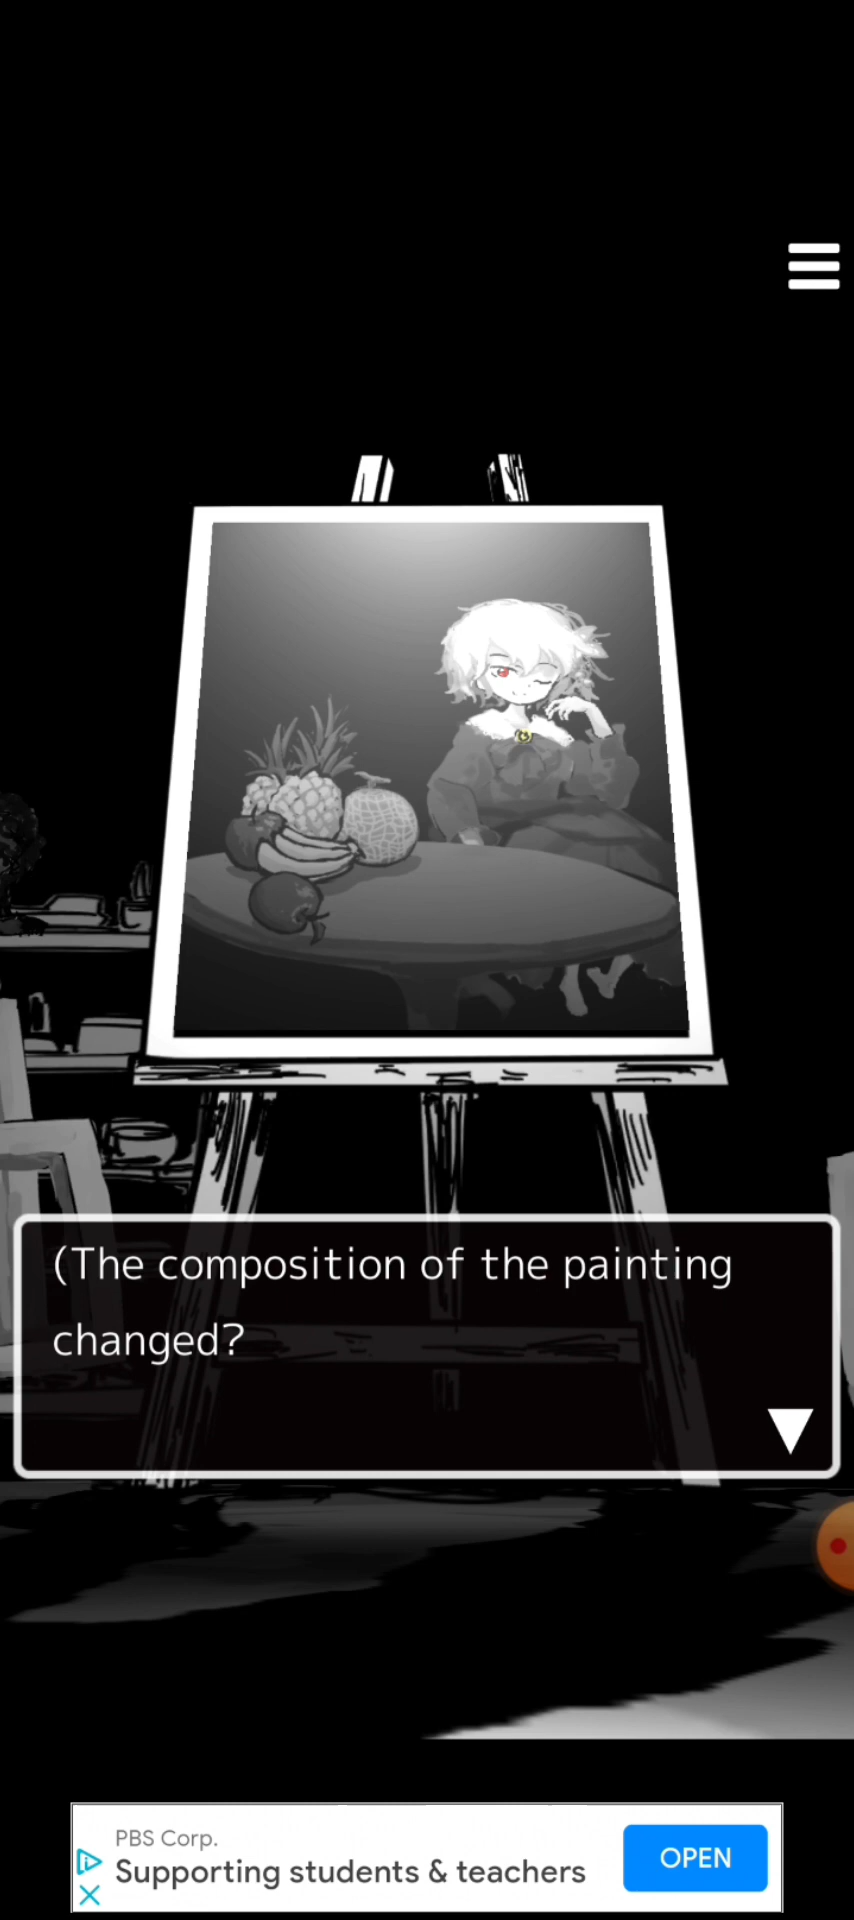 (The composition of the painting
changed?
PBS Corp.
Supporting students & teachers
OPEN